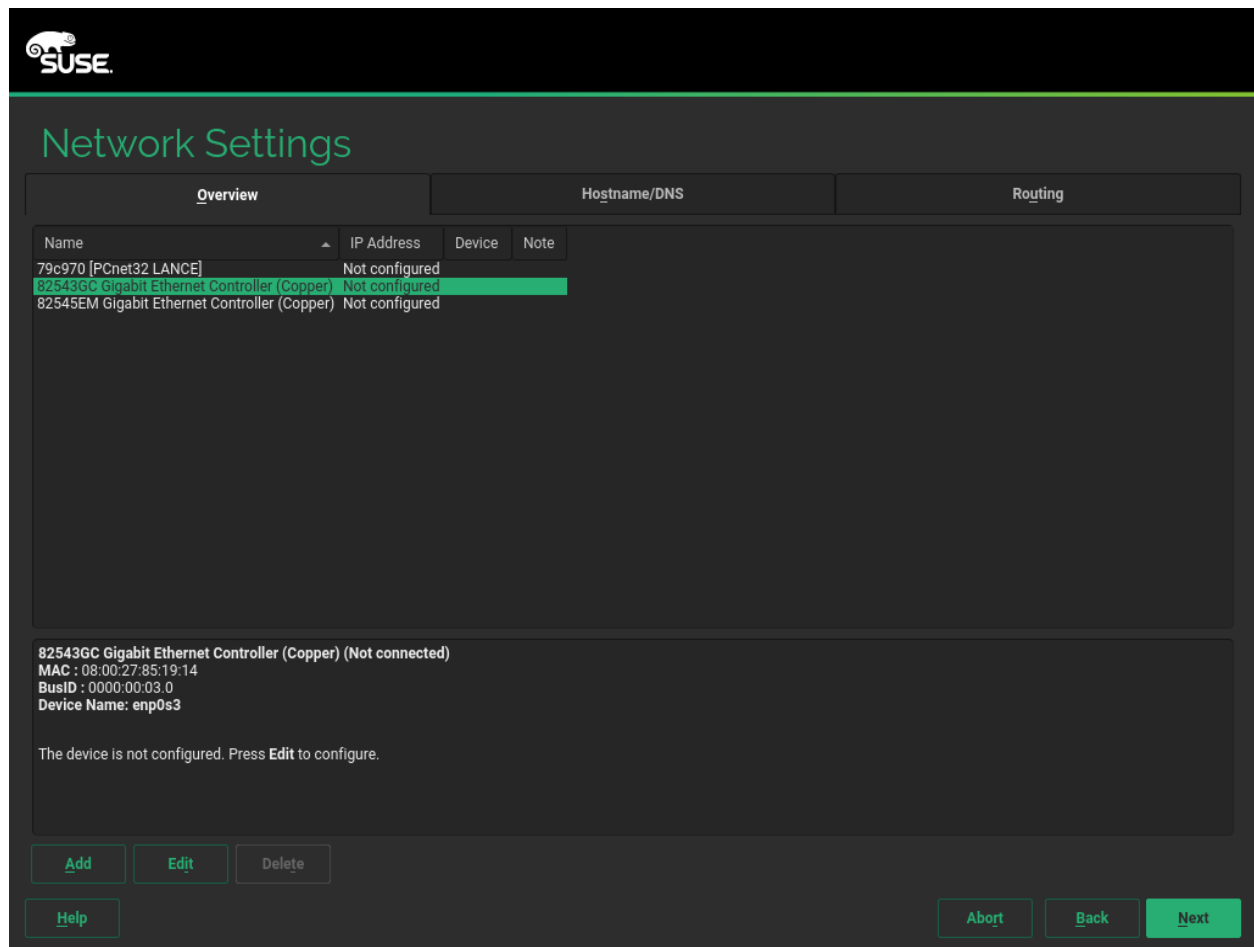 SUSE.
Network Settings
Overview Hostname/DNS Routing
Name IP Address Device Note
79c970 [PCnet32 LANCE] Not configured
82543GC Gigabit Ethernet Controller (Copper) Not configured
82545EM Gigabit Ethernet Controller (Copper) Not configured
82543GC Gigabit Ethernet Controller (Copper) (Not connected)
MAC : 08:00:27:85:19:14
BusID : 0000:00:03.0
Device Name: enp0s3
The device is not configured. Press Edit to configure.
Add Edit Delete
Help Abort Back Next